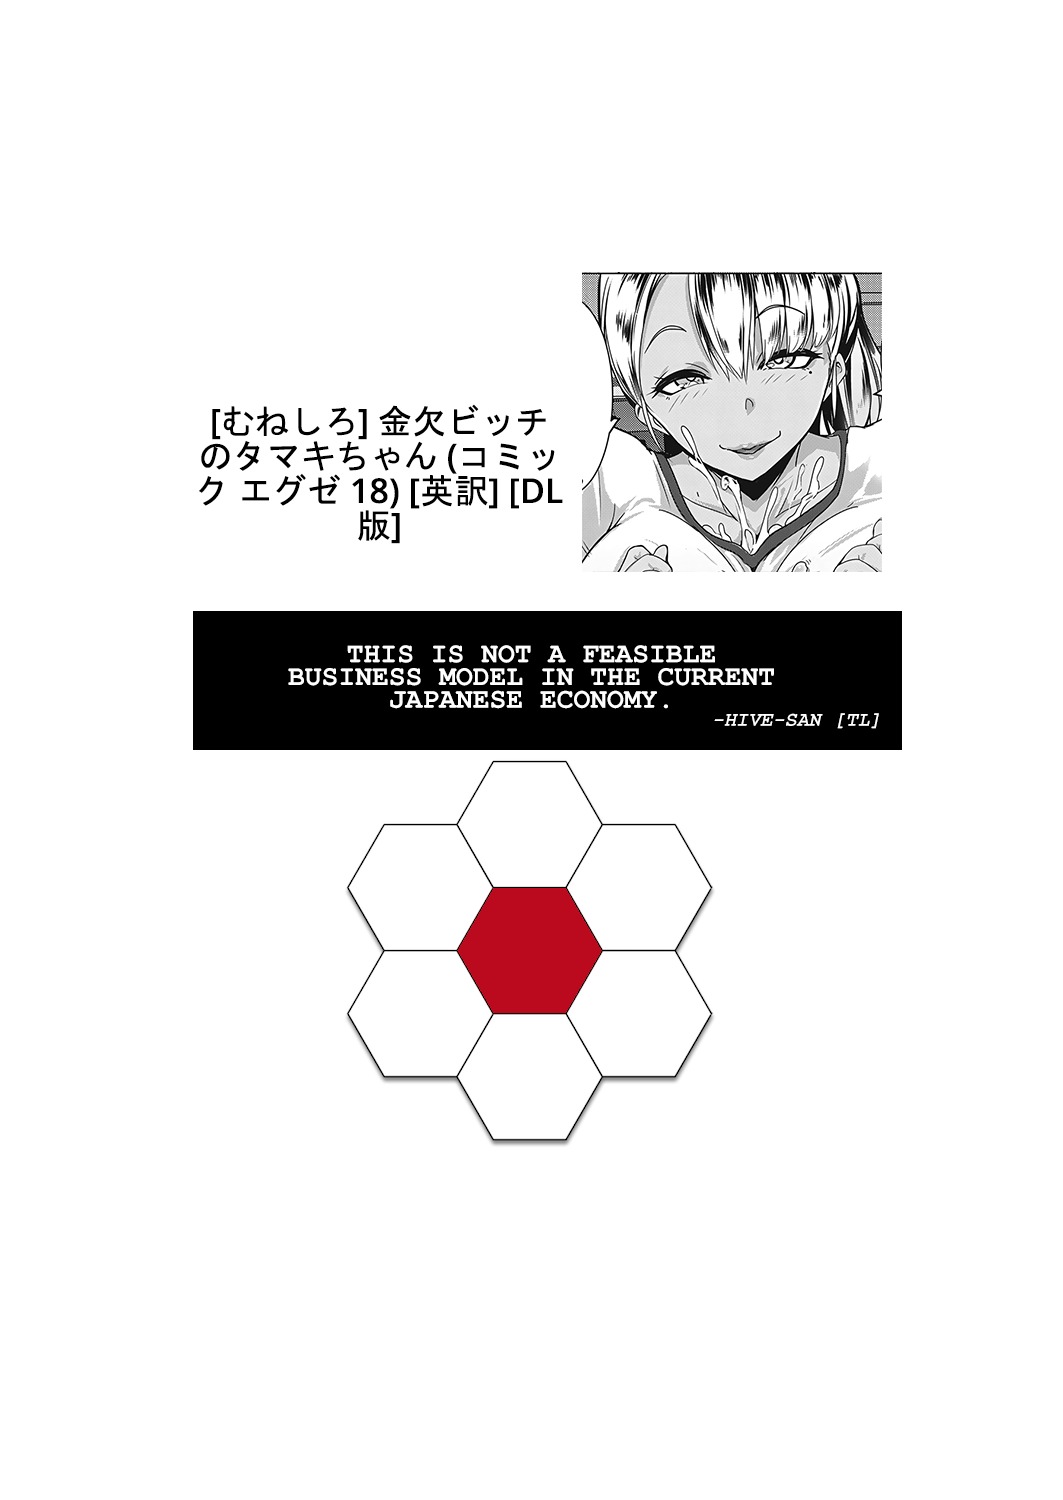 [むねしろ] 金欠ビッチ
のタマキちゃん (コミッ
ク エグゼ 18) [英訳] [DL
版]
THIS IS NOT A FEASIBLE
BUSINESS MODEL IN THE CURRENT
JAPANESE ECONOMY.
-HIVE-SAN [TL]